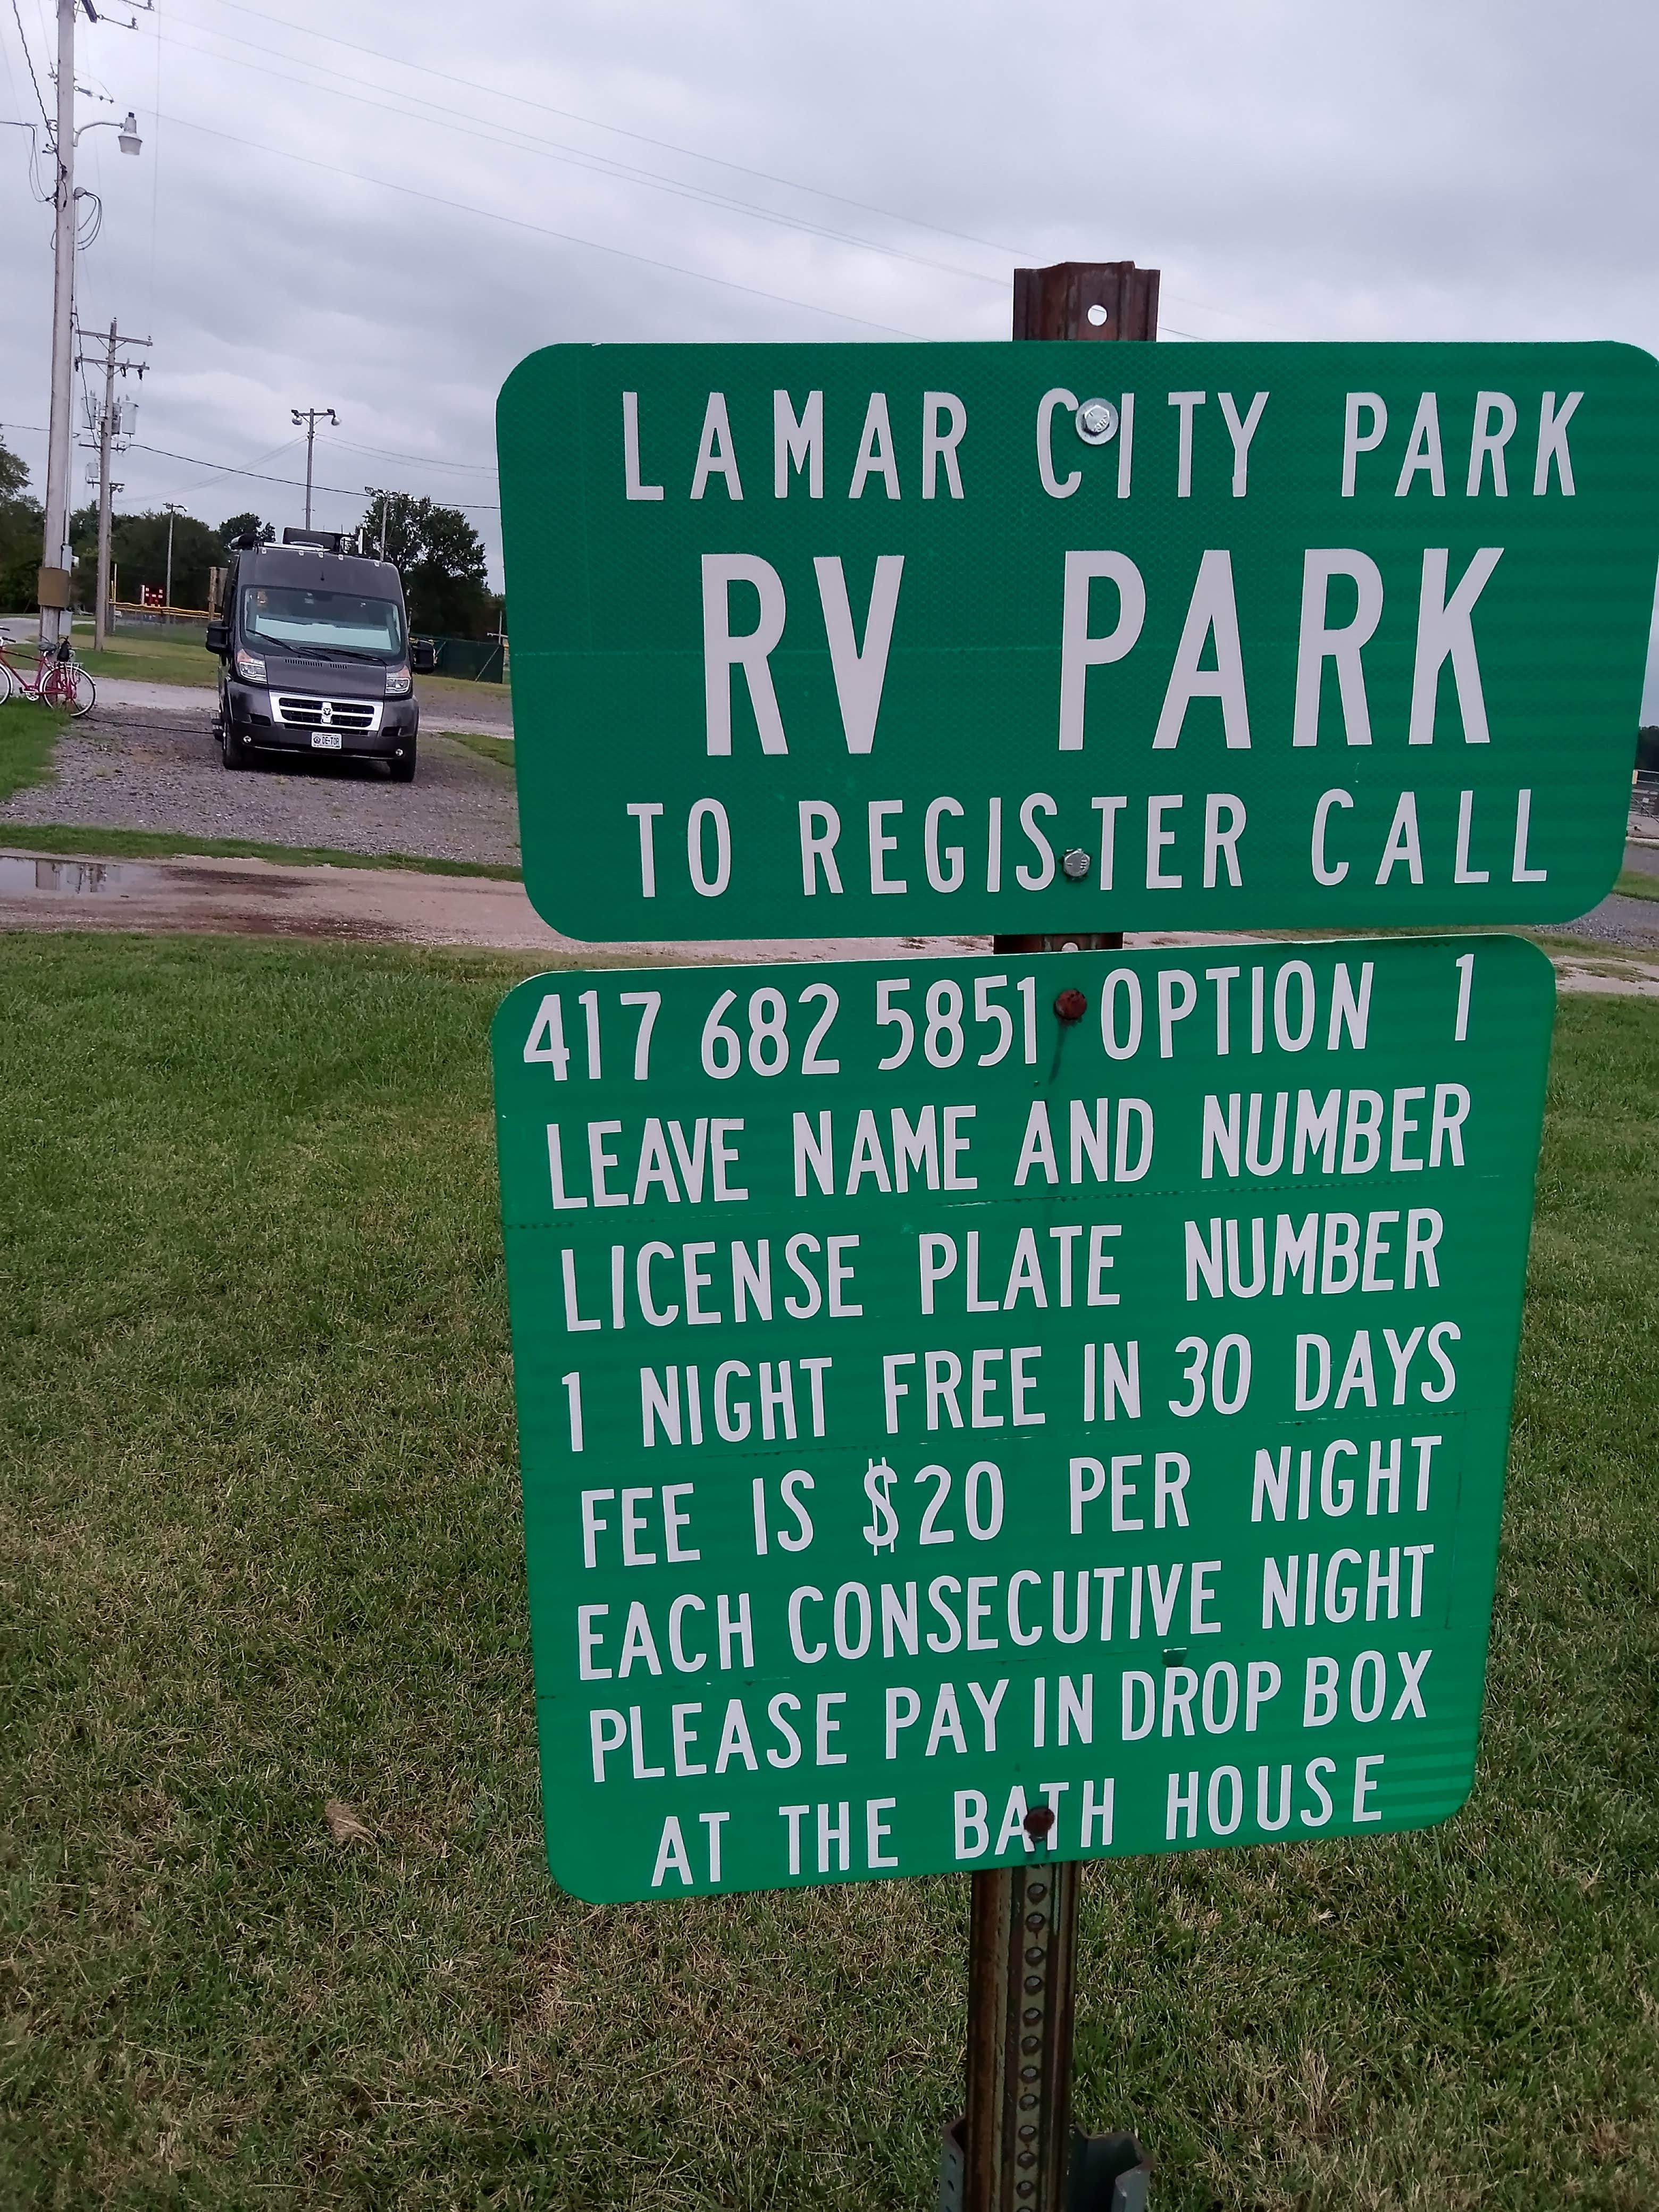 LAMAR CITY PARK
RV PARK
TO REGISTER CALL
417 682 5851 OPTION 1
LEAVE NAME AND NUMBER
LICENSE PLATE NUMBER
1 NIGHT FREE IN 30 DAYS
FEE IS $20 PER NIGHT
EACH CONSECUTIVE NIGHT
PLEASE PAY IN DROP BOX
AT THE BATH HOUSE